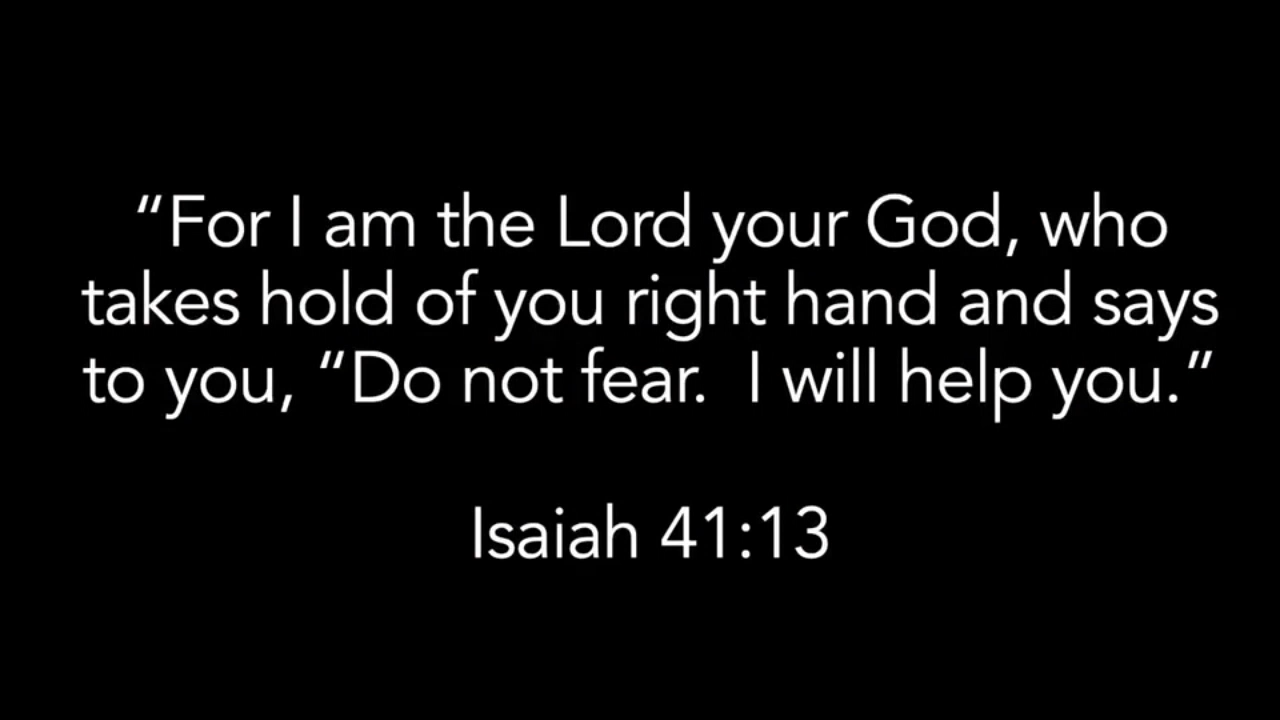 “For I am the Lord your God, who
takes hold of you right hand and says
to you, “Do not fear.  I will help you.”
Isaiah 41:13